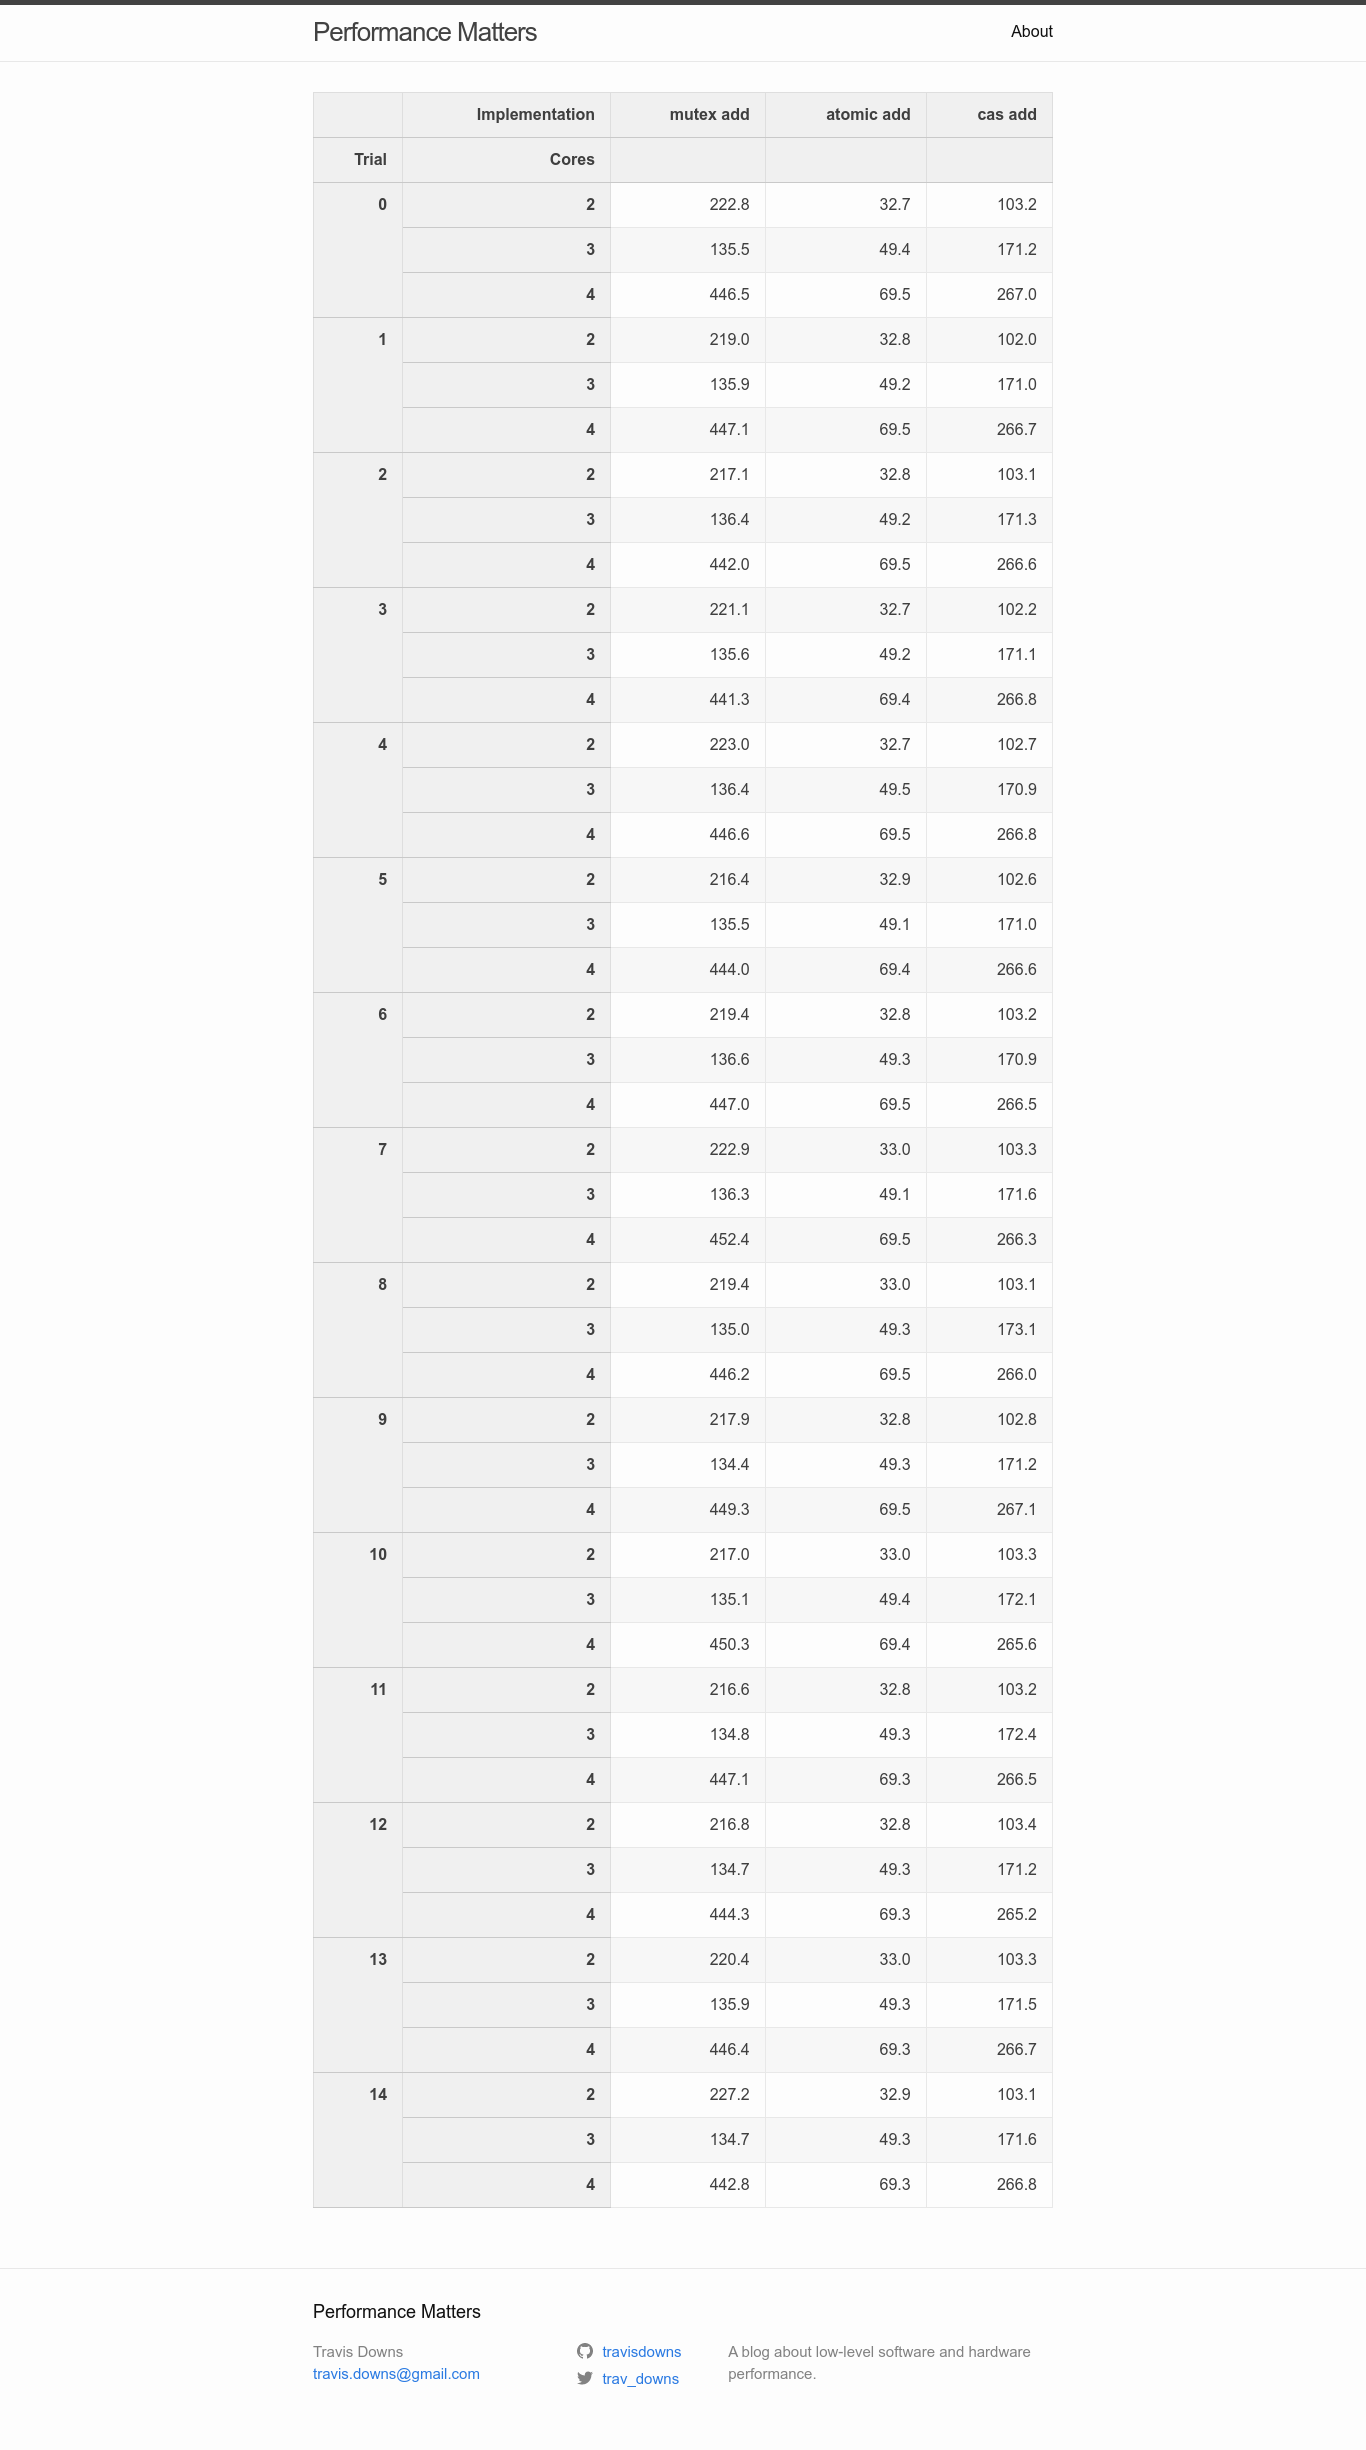 Performance Matters About
Implementation mutex add atomic add cas add
Trial Cores
0 2 222.8 32.7 103.2
3 135.5 49.4 171.2
4 446.5 69.5 267.0
1 2 219.0 32.8 102.0
3 135.9 49.2 171.0
4 447.1 69.5 266.7
2 2 217.1 32.8 103.1
3 136.4 49.2 171.3
4 442.0 69.5 266.6
3 2 221.1 32.7 102.2
3 135.6 49.2 171.1
4 441.3 69.4 266.8
4 2 223.0 32.7 102.7
3 136.4 49.5 170.9
4 446.6 69.5 266.8
5 2 216.4 32.9 102.6
3 135.5 49.1 171.0
4 444.0 69.4 266.6
6 2 219.4 32.8 103.2
3 136.6 49.3 170.9
4 447.0 69.5 266.5
7 2 222.9 33.0 103.3
3 136.3 49.1 171.6
4 452.4 69.5 266.3
8 2 219.4 33.0 103.1
3 135.0 49.3 173.1
4 446.2 69.5 266.0
9 2 217.9 32.8 102.8
3 134.4 49.3 171.2
4 449.3 69.5 267.1
10 2 217.0 33.0 103.3
3 135.1 49.4 172.1
4 450.3 69.4 265.6
11 2 216.6 32.8 103.2
3 134.8 49.3 172.4
4 447.1 69.3 266.5
12 2 216.8 32.8 103.4
3 134.7 49.3 171.2
4 444.3 69.3 265.2
13 2 220.4 33.0 103.3
3 135.9 49.3 171.5
4 446.4 69.3 266.7
14 2 227.2 32.9 103.1
3 134.7 49.3 171.6
4 442.8 69.3 266.8
Performance Matters
Travis Downs
travis.downs@gmail.com
travisdowns
trav_downs
A blog about low-level software and hardware
performance.